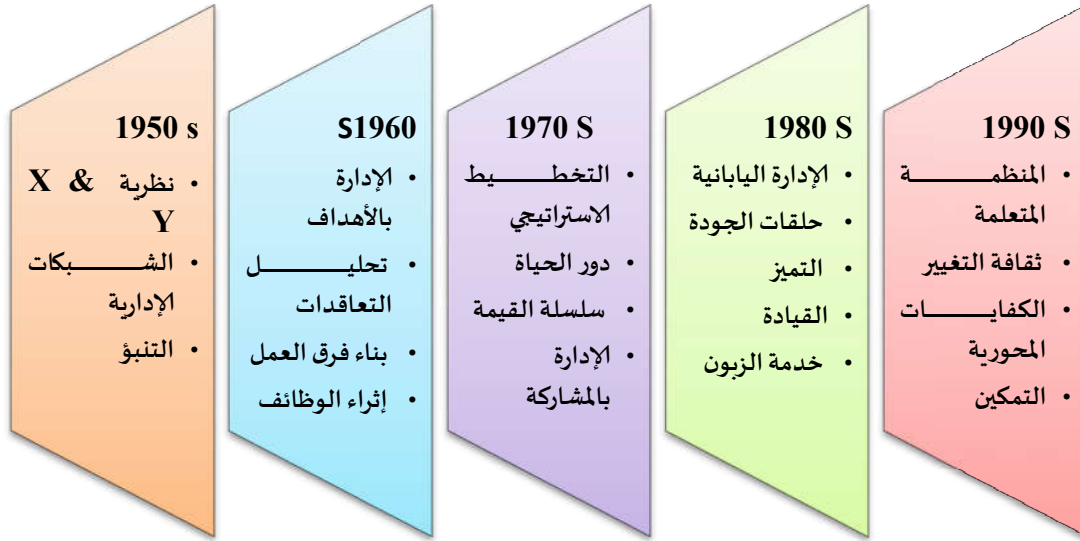 1950 s
• نظرية X &
Y
• الشبكات
الإدارية
• التنبؤ
S1960
• الإدارة
بالأهداف
• تحليل
التعاقدات
• بناء فرق العمل
• إثراء الوظائف
1970 S
• التخطيط
الاستراتيجي
• دور الحياة
• سلسلة القيمة
• الإدارة
بالمشاركة
1980 S
• الإدارة اليابانية
• حلقات الجودة
• التميز
• القيادة
• خدمة الزبون
1990 S
• المنظمة
المتعلمة
• ثقافة التغيير
• الكفايات
المحورية
• التمكين